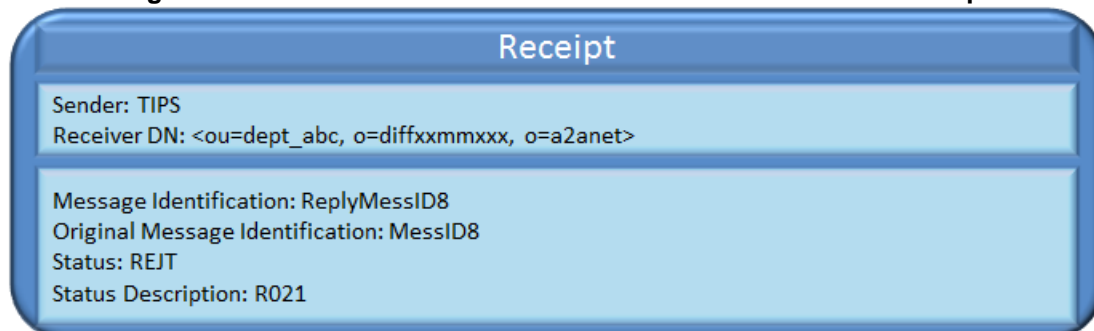 Receipt
Sender: TIPS
Receiver DN: <ou=dept_abc, o=diffxxmmxxx, o=a2anet>
Message Identification: ReplyMessID8
Original Message Identification: MessID8
Status: REJT
Status Description: R021